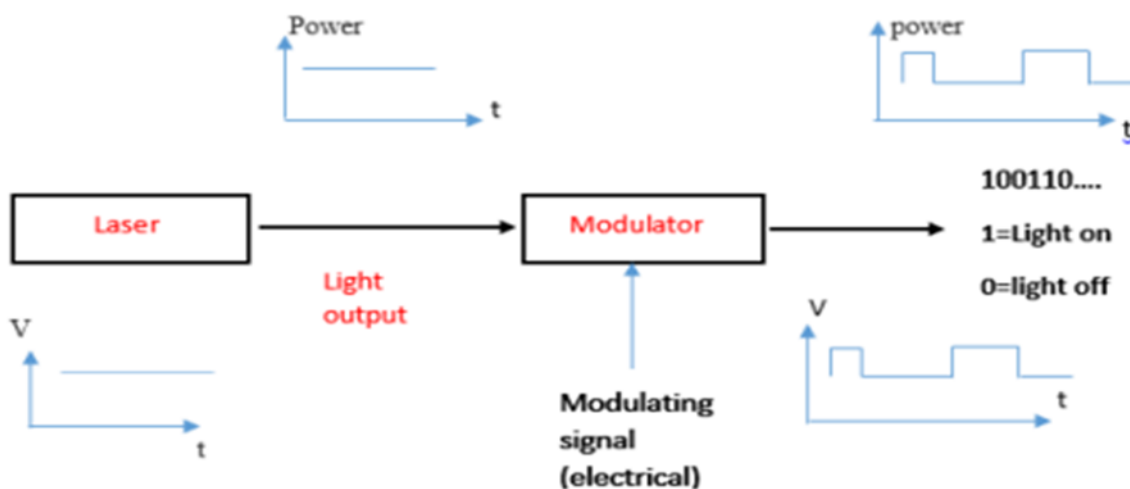 Power
t
power
t
Laser
Modulator
100110....
1=Light on
0=light off
Light
output
V
t
Modulating
signal
(electrical)
V
t